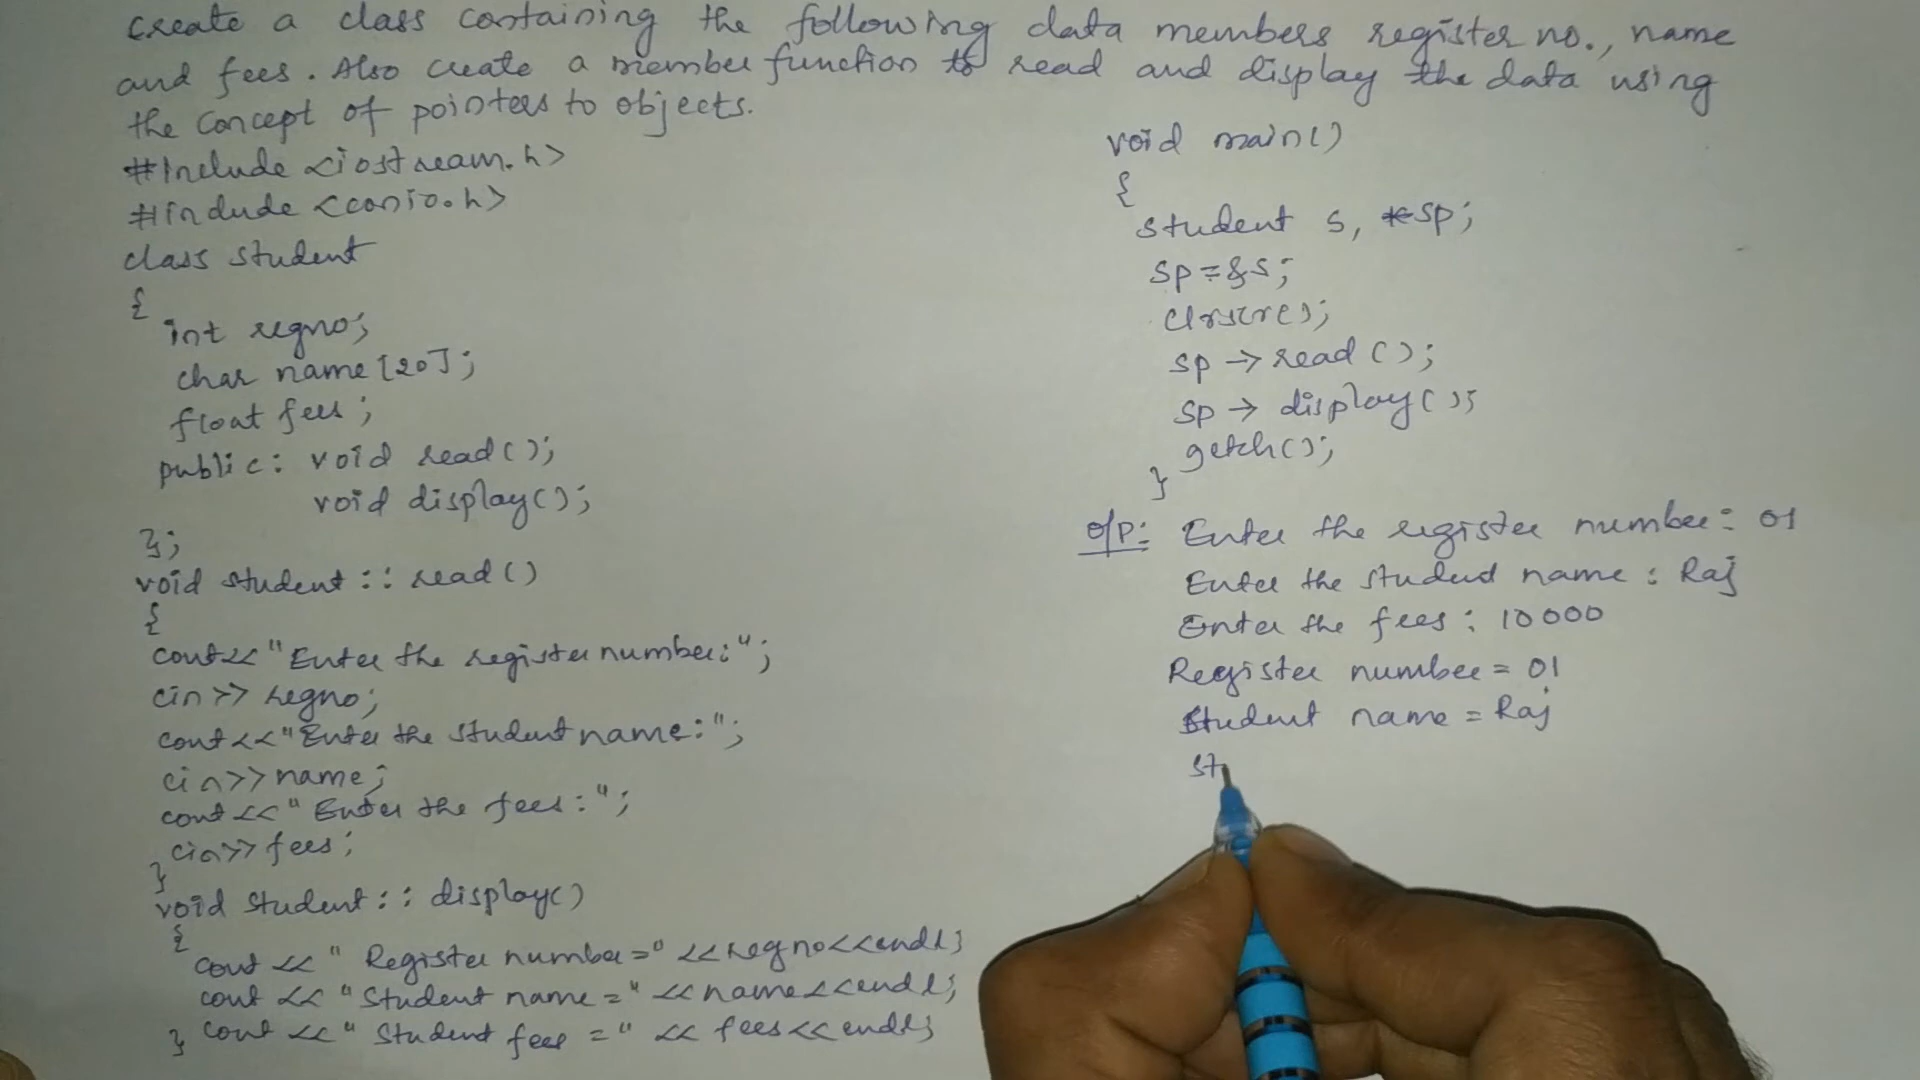 create a class containing the following data members register no., name
and fees. Also create a member function to read and display the data using
the concept of pointers to objects.
#Include <iostream.h>
#include <conio.h>
class student
{
int regno;
char name [20];
float fees;
public: void read();
void display();
};
void student :: read()
{
cout<< "Enter the register number:";
cin>> regno;
cout<<"Enter the student name:";
cin>>name;
cout<<"Enter the fees:";
cin>>fees;
}
void student :: display()
{
cout << "Register number=" <<regno<<endl;
cout << "Student name =" <<name<<endl;
} cout << "Student fees =" << fees<<endl;
void main()
{
student s, *sp;
sp=&s;
clrscr();
sp -> read ();
sp -> display();
getch();
}
o/p: Enter the register number: 01
Enter the student name : Raj
Enter the fees : 10000
Register number = 01
Student name = Raj
st